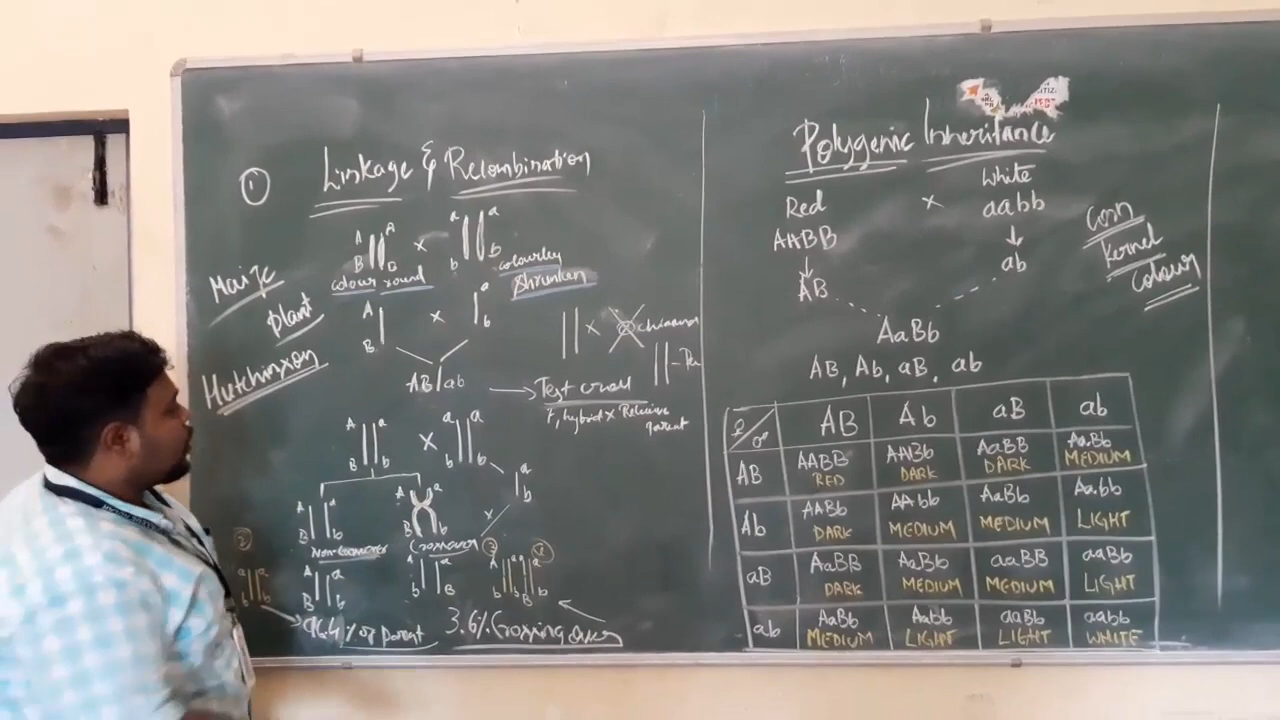 ① Linkage & Recombination
A a
B B
×
a a
b b
colour round
colourless
Shrunken
Maize
plant
Hutchinxon
A
B
×
a
b
AB ab
Test cross
F, hybrid × Recessive
parent
A a
B b
×
a a
b b
a
b
A a
B b
Non-Crossover
A a
B b
Crossover
×
②
a a
b b
A a
B b
A a
b B
②
①
A a a a
b b B b
96.4% of parent
3.6% Crossing over
Polygenic Inheritance
Red
AABB
AB
×
White
aabb
ab
Corn
Kernel
Colour
AaBb
AB, Ab, aB, ab
♀ ♂ AB Ab aB ab
AB AABB AABb AaBB AaBb
RED DARK DARK MEDIUM
Ab AABb AAbb AaBb Aabb
DARK MEDIUM MEDIUM LIGHT
aB AaBB AaBb aaBB aaBb
DARK MEDIUM MEDIUM LIGHT
ab AaBb Aabb aaBb aabb
MEDIUM LIGHT LIGHT WHITE